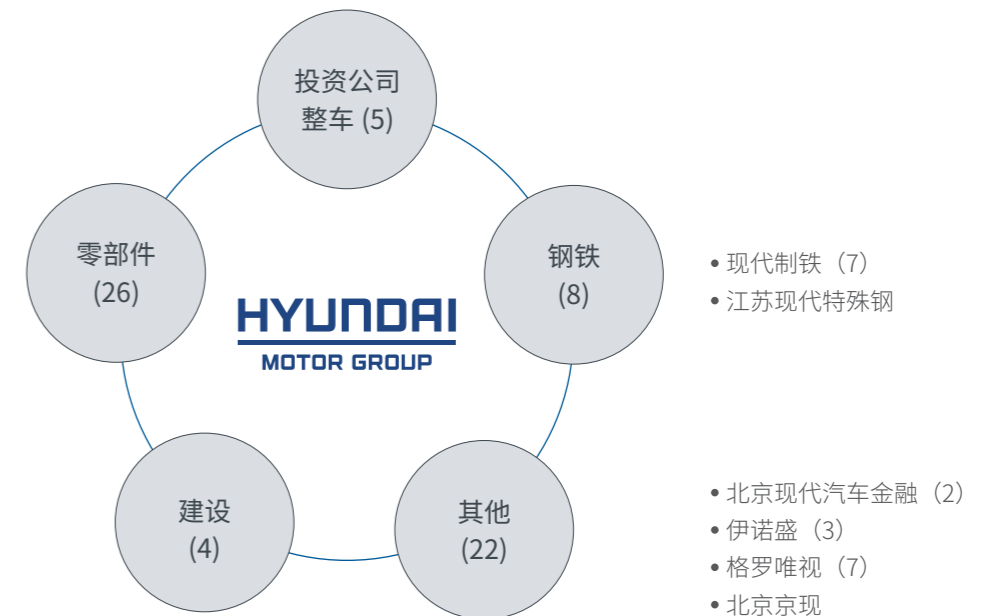 投资公司
整车 (5)
零部件
(26)
钢铁
(8)
• 现代制铁（7）
• 江苏现代特殊钢
HYUNDAI
MOTOR GROUP
建设
(4)
其他
(22)
• 北京现代汽车金融（2）
• 伊诺盛（3）
• 格罗唯视（7）
• 北京京现